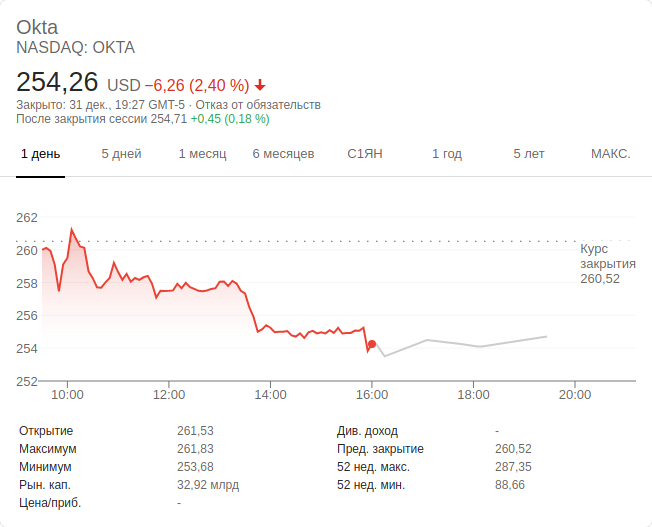 Okta
NASDAQ: OKTA
254,26 USD −6,26 (2,40 %)
Закрыто: 31 дек., 19:27 GMT-5 · Отказ от обязательств
После закрытия сессии 254,71 +0,45 (0,18 %)
1 день 5 дней 1 месяц 6 месяцев С1ЯН 1 год 5 лет МАКС.
262
260
258
256
254
252
Курс
закрытия
260,52
10:00 12:00 14:00 16:00 18:00 20:00
Открытие 261,53 Див. доход -
Максимум 261,83 Пред. закрытие 260,52
Минимум 253,68 52 нед. макс. 287,35
Рын. кап. 32,92 млрд 52 нед. мин. 88,66
Цена/приб. -